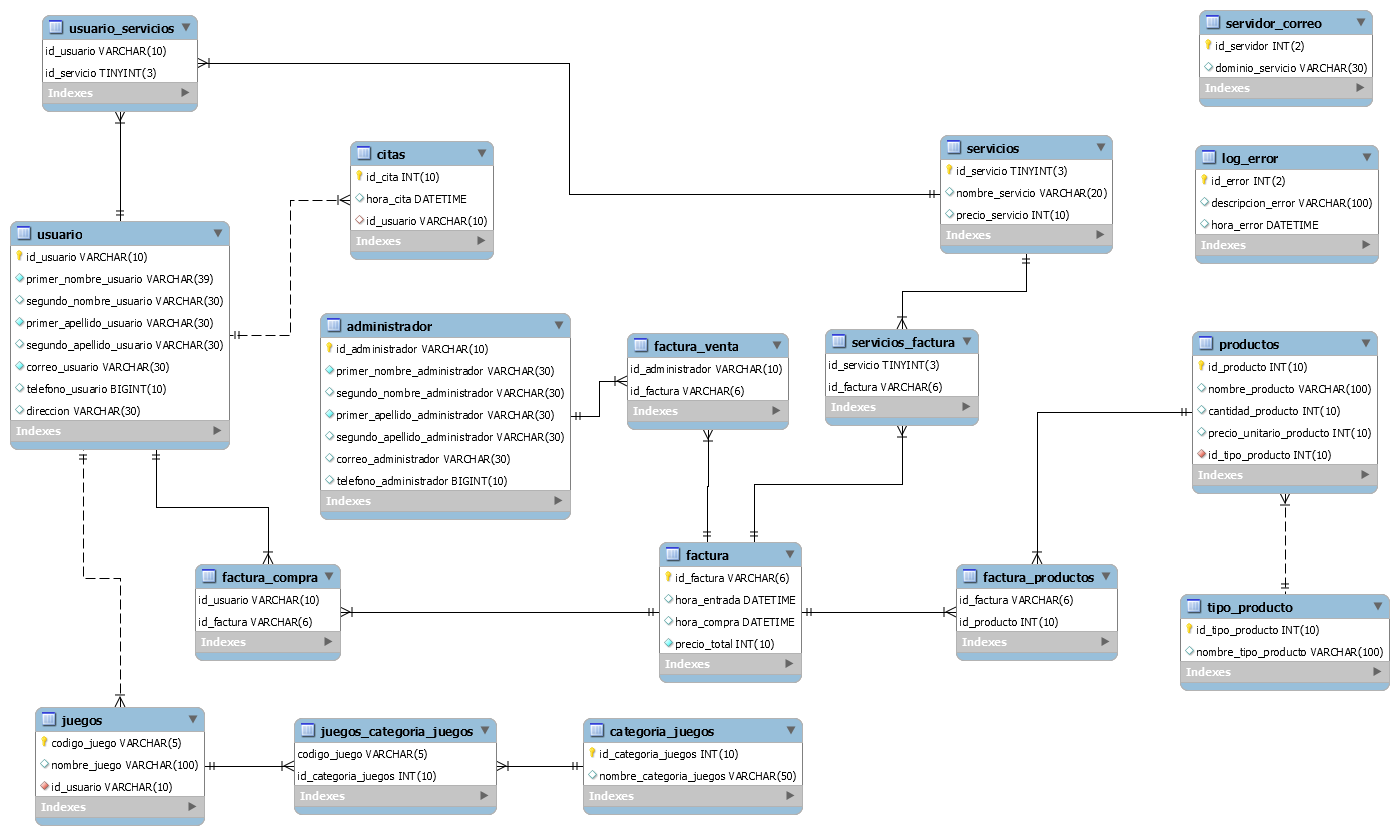 usuario_servicios
id_usuario VARCHAR(10)
id_servicio TINYINT(3)
Indexes
servidor_correo
id_servidor INT(2)
dominio_servicio VARCHAR(30)
Indexes
citas
id_cita INT(10)
hora_cita DATETIME
id_usuario VARCHAR(10)
Indexes
servicios
id_servicio TINYINT(3)
nombre_servicio VARCHAR(20)
precio_servicio INT(10)
Indexes
log_error
id_error INT(2)
descripcion_error VARCHAR(100)
hora_error DATETIME
Indexes
usuario
id_usuario VARCHAR(10)
primer_nombre_usuario VARCHAR(39)
segundo_nombre_usuario VARCHAR(30)
primer_apellido_usuario VARCHAR(30)
segundo_apellido_usuario VARCHAR(30)
correo_usuario VARCHAR(30)
telefono_usuario BIGINT(10)
direccion VARCHAR(30)
Indexes
administrador
id_administrador VARCHAR(10)
primer_nombre_administrador VARCHAR(30)
segundo_nombre_administrador VARCHAR(30)
primer_apellido_administrador VARCHAR(30)
segundo_apellido_administrador VARCHAR(30)
correo_administrador VARCHAR(30)
telefono_administrador BIGINT(10)
Indexes
factura_venta
id_administrador VARCHAR(10)
id_factura VARCHAR(6)
Indexes
servicios_factura
id_servicio TINYINT(3)
id_factura VARCHAR(6)
Indexes
productos
id_producto INT(10)
nombre_producto VARCHAR(100)
cantidad_producto INT(10)
precio_unitario_producto INT(10)
id_tipo_producto INT(10)
Indexes
factura_compra
id_usuario VARCHAR(10)
id_factura VARCHAR(6)
Indexes
factura
id_factura VARCHAR(6)
hora_entrada DATETIME
hora_compra DATETIME
precio_total INT(10)
Indexes
factura_productos
id_factura VARCHAR(6)
id_producto INT(10)
Indexes
tipo_producto
id_tipo_producto INT(10)
nombre_tipo_producto VARCHAR(100)
Indexes
juegos
codigo_juego VARCHAR(5)
nombre_juego VARCHAR(100)
id_usuario VARCHAR(10)
Indexes
juegos_categoria_juegos
codigo_juego VARCHAR(5)
id_categoria_juegos INT(10)
Indexes
categoria_juegos
id_categoria_juegos INT(10)
nombre_categoria_juegos VARCHAR(50)
Indexes